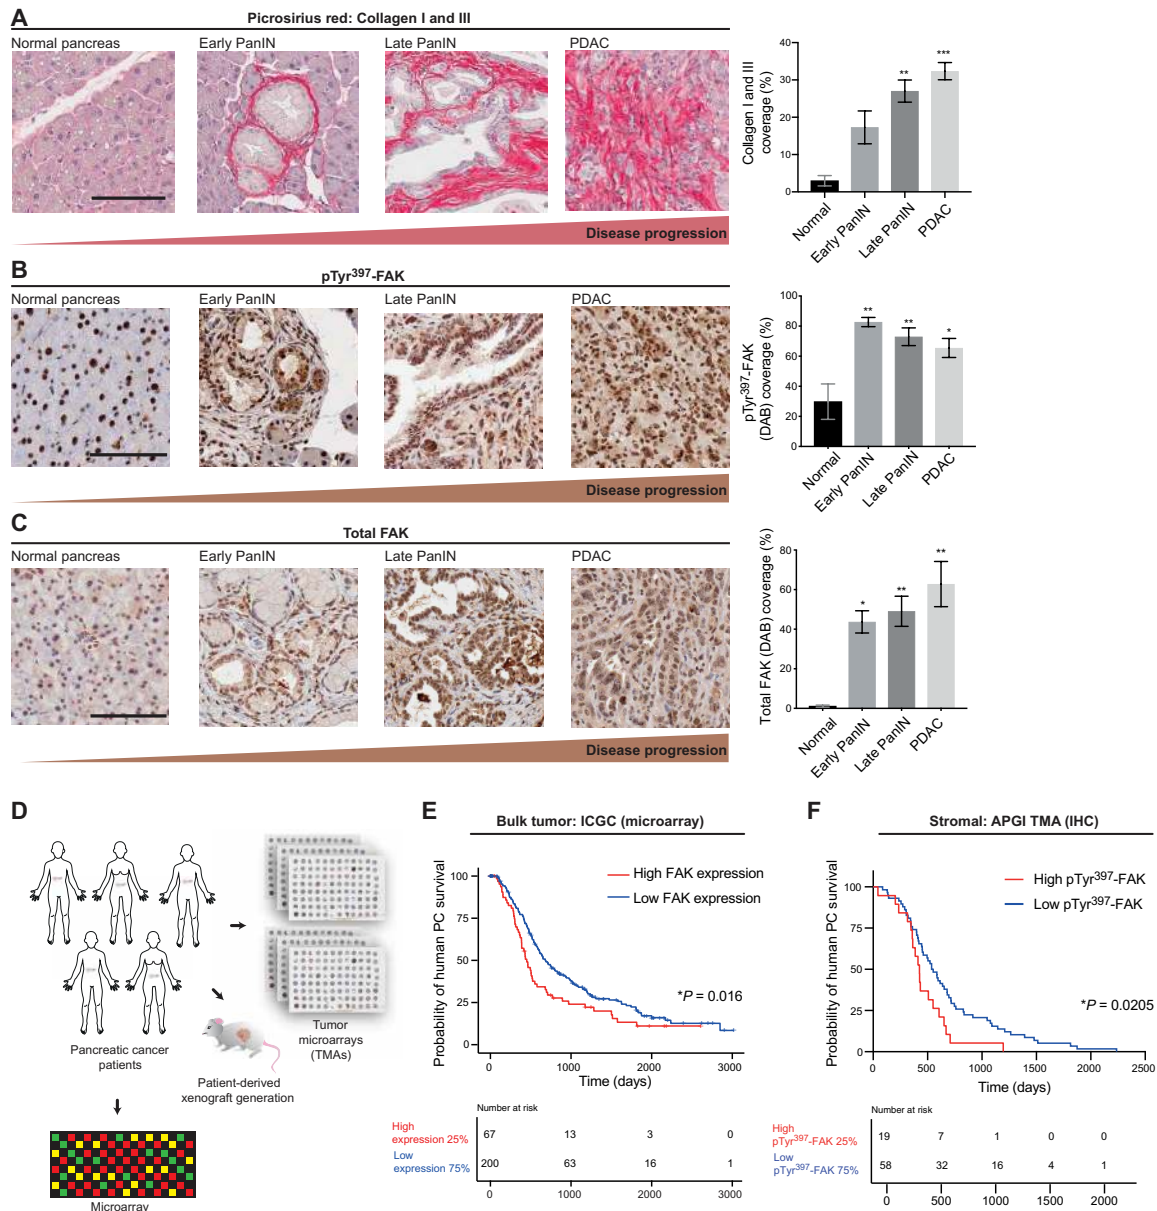 A
Picrosirius red: Collagen I and III
Normal pancreas
Early PanIN
Late PanIN
PDAC
Disease progression
Collagen I and III
coverage (%)
40
30
20
10
0
***
**
Normal
Early PanIN
Late PanIN
PDAC
B
pTyr³⁹⁷-FAK
Normal pancreas
Early PanIN
Late PanIN
PDAC
Disease progression
pTyr³⁹⁷-FAK
(DAB) coverage (%)
100
80
60
40
20
0
**
**
*
Normal
Early PanIN
Late PanIN
PDAC
C
Total FAK
Normal pancreas
Early PanIN
Late PanIN
PDAC
Disease progression
Total FAK (DAB) coverage (%)
80
60
40
20
0
*
**
**
Normal
Early PanIN
Late PanIN
PDAC
D
Pancreatic cancer
patients
Tumor
microarrays
(TMAs)
Patient-derived
xenograft generation
Microarray
E
Bulk tumor: ICGC (microarray)
High FAK expression
Low FAK expression
Probability of human PC survival
100
75
50
25
0
*P = 0.016
0 1000 2000 3000
Time (days)
Number at risk
High
expression 25%
67 13 3 0
Low
expression 75%
200 63 16 1
0 1000 2000 3000
F
Stromal: APGI TMA (IHC)
High pTyr³⁹⁷-FAK
Low pTyr³⁹⁷-FAK
Probability of human PC survival
100
75
50
25
0
*P = 0.0205
0 500 1000 1500 2000 2500
Time (days)
Number at risk
High
pTyr³⁹⁷-FAK 25%
19 7 1 0 0
Low
pTyr³⁹⁷-FAK 75%
58 32 16 4 1
0 500 1000 1500 2000